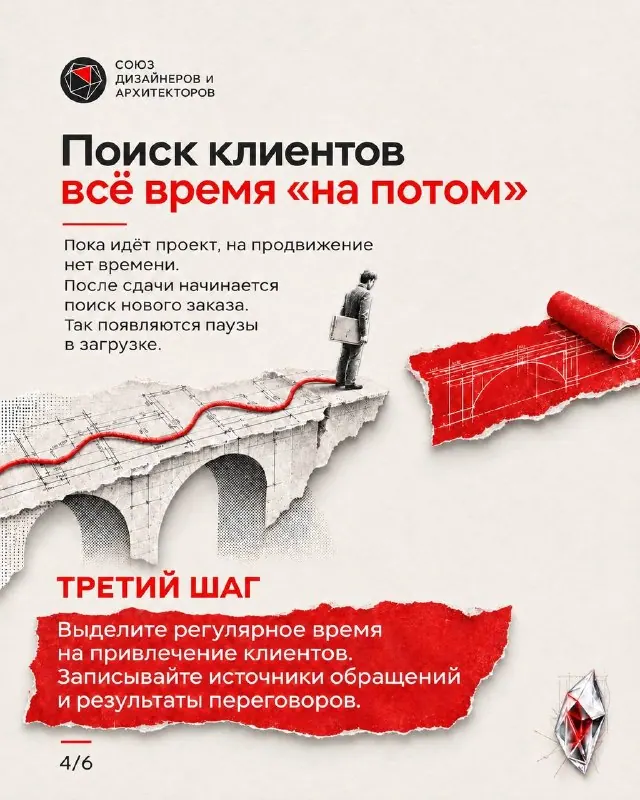 СОЮЗ
ДИЗАЙНЕРОВ И
АРХИТЕКТОРОВ
Поиск клиентов
всё время «на потом»
Пока идёт проект, на продвижение
нет времени.
После сдачи начинается
поиск нового заказа.
Так появляются паузы
в загрузке.
ТРЕТИЙ ШАГ
Выделите регулярное время
на привлечение клиентов.
Записывайте источники обращений
и результаты переговоров.
4/6